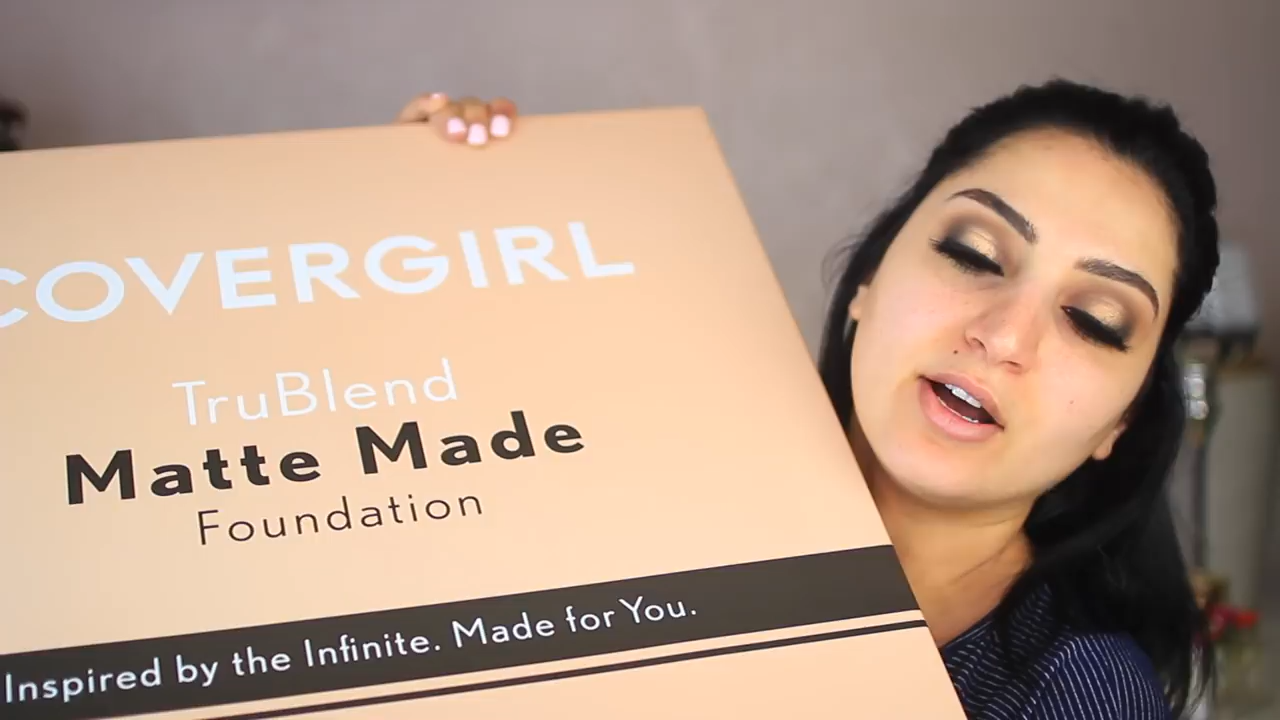 COVERGIRL
TruBlend
Matte Made
Foundation
Inspired by the Infinite. Made for You.